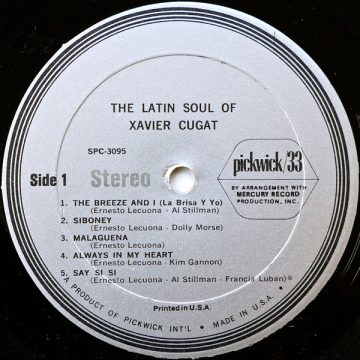 THE LATIN SOUL OF
XAVIER CUGAT
SPC-3095
pickwick/33
Side 1 Stereo
BY ARRANGEMENT WITH
MERCURY RECORD
PRODUCTION, INC.
1. THE BREEZE AND I (La Brisa Y Yo)
(Ernesto Lecuona - Al Stillman)
2. SIBONEY
(Ernesto Lecuona - Dolly Morse)
3. MALAGUENA
(Ernesto Lecuona)
4. ALWAYS IN MY HEART
(Ernesto Lecuona - Kim Gannon)
5. SAY SI SI
(Ernesto Lecuona - Al Stillman - Francis Luban)
Printed in U.S.A.
A PRODUCT OF PICKWICK INT'L • MADE IN U.S.A.